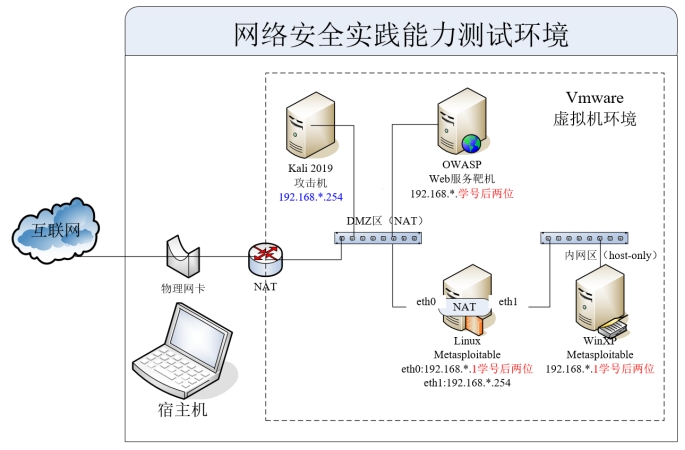 网络安全实践能力测试环境
Vmware
虚拟机环境
Kali 2019
攻击机
192.168.*.254
OWASP
Web服务靶机
192.168.*.学号后两位
互联网
DMZ区（NAT）
内网区（host-only）
物理网卡
NAT
eth0
NAT
eth1
Linux
Metasploitable
eth0:192.168.*.1学号后两位
eth1:192.168.*.254
WinXP
Metasploitable
192.168.*.1学号后两位
宿主机